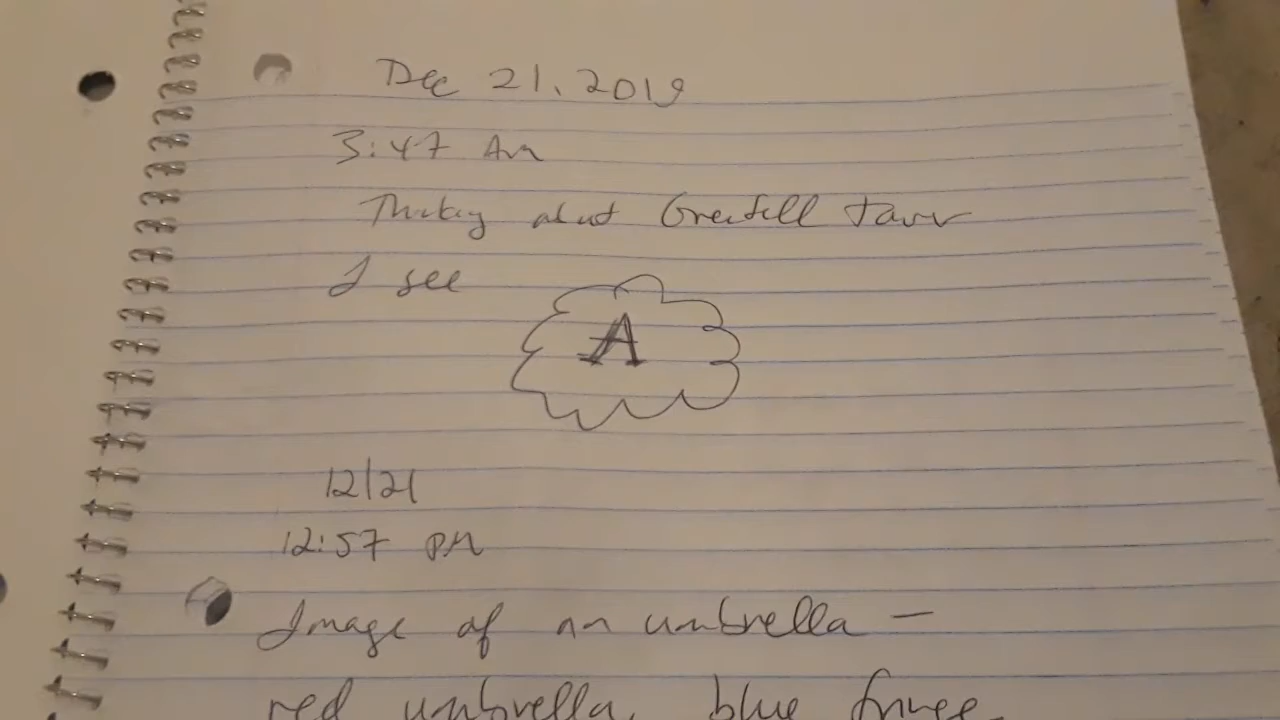 Dec 21, 2019
3:47 AM
Thinking about Grenfell Tower
I see
A
12/21
12:57 PM
Image of an umbrella —
red umbrella, blue fringe